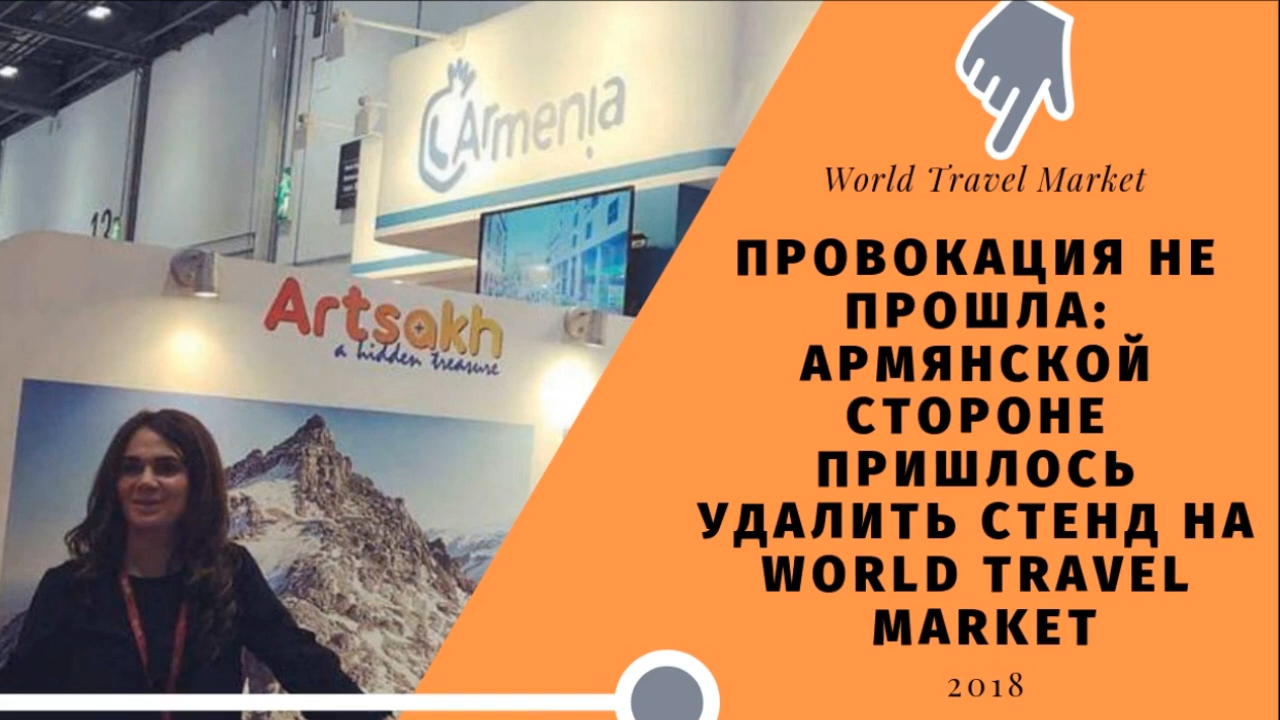 Armenia
13
Artsakh
a hidden treasure
World Travel Market
ПРОВОКАЦИЯ НЕ
ПРОШЛА:
АРМЯНСКОЙ
СТОРОНЕ
ПРИШЛОСЬ
УДАЛИТЬ СТЕНД НА
WORLD TRAVEL
MARKET
2018